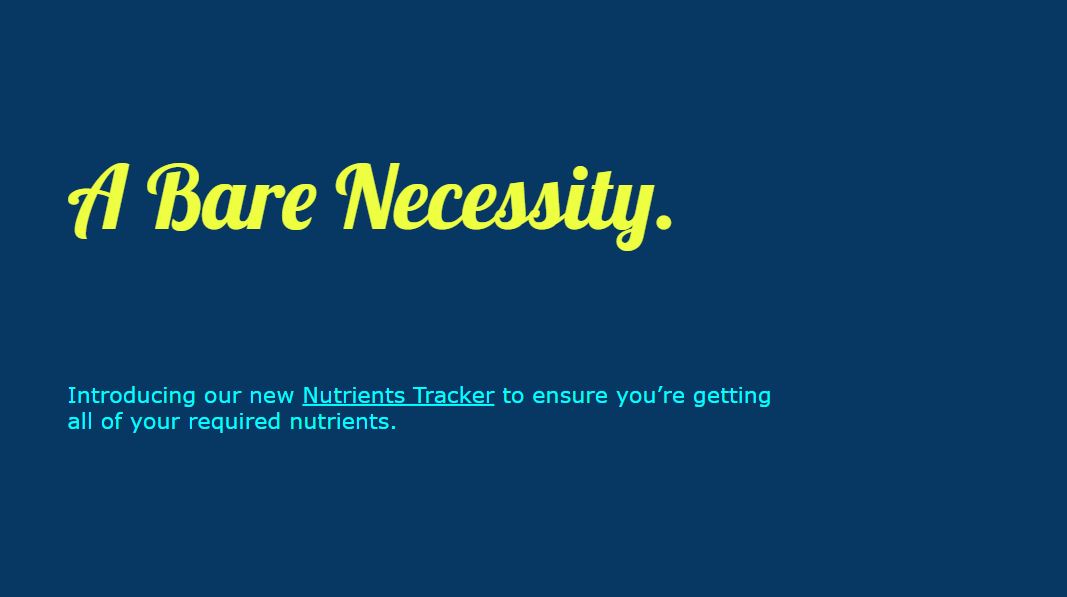 A Bare Necessity.
Introducing our new Nutrients Tracker to ensure you’re getting
all of your required nutrients.